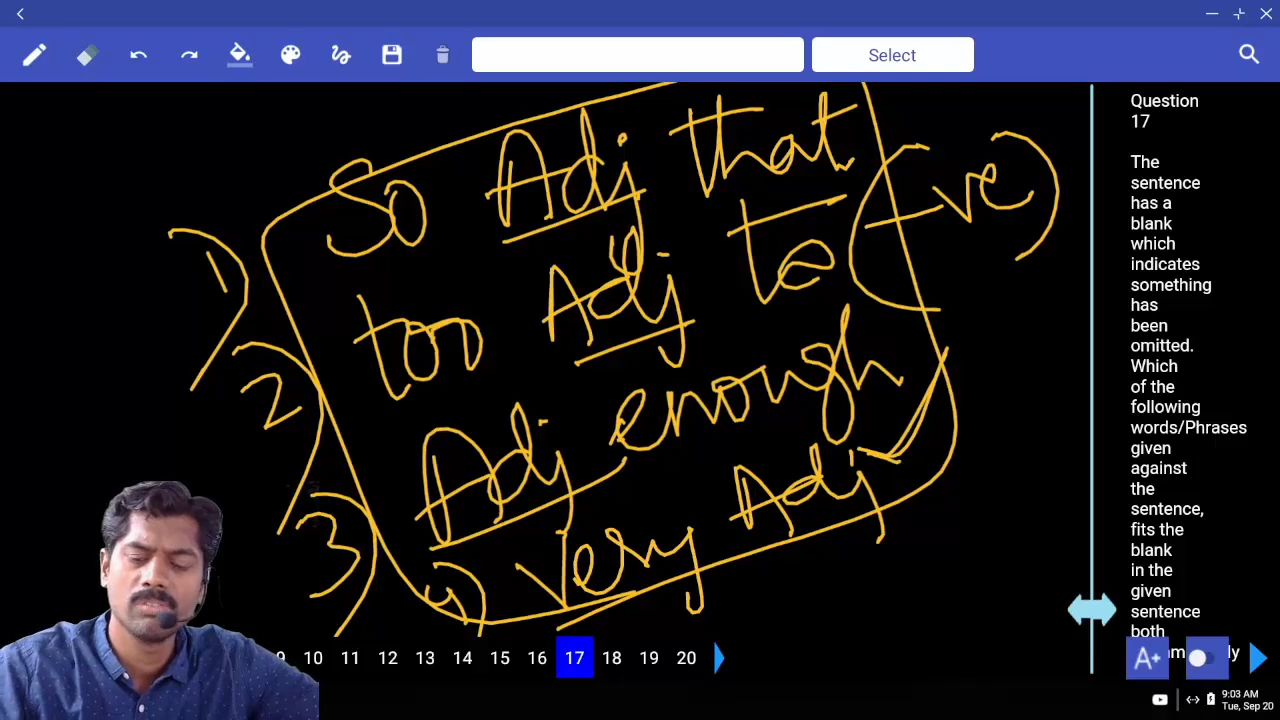 Select
1) So Adj that
2) too Adj to (-ve)
3) Adj enough
4) Very Adj
Question
17
The
sentence
has a
blank
which
indicates
something
has
been
omitted.
Which
of the
following
words/Phrases
given
against
the
sentence,
fits the
blank
in the
given
sentence
both
A+
9 10 11 12 13 14 15 16 17 18 19 20
9:03 AM
Tue, Sep 20